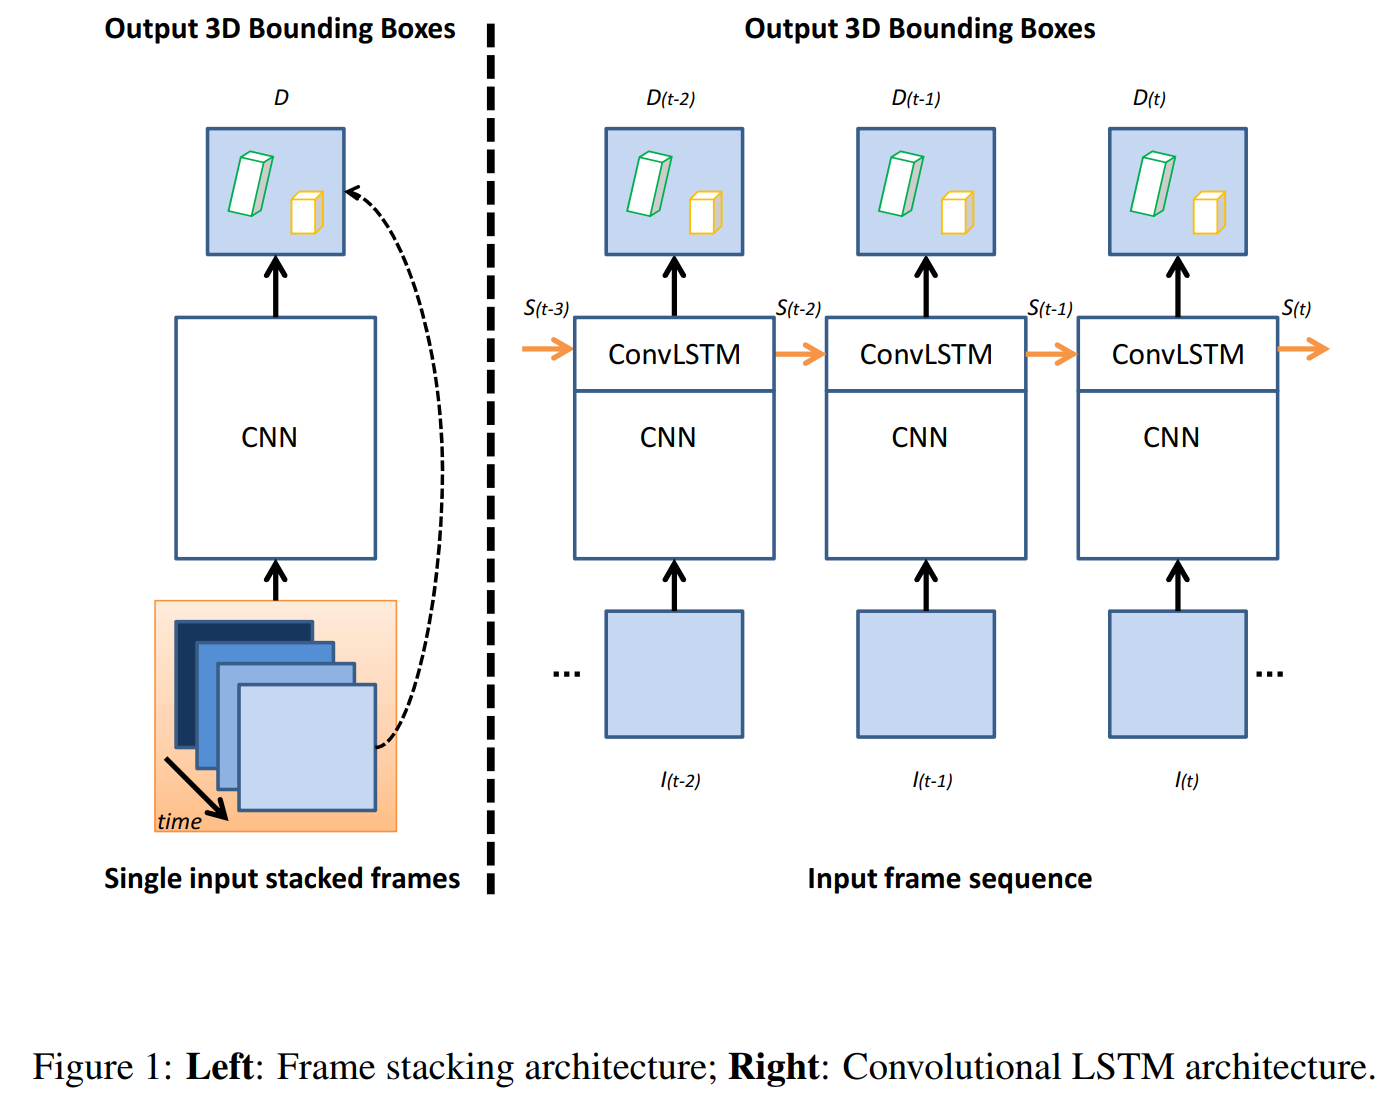 Output 3D Bounding Boxes
D
CNN
time
Single input stacked frames
Output 3D Bounding Boxes
D(t-2) D(t-1) D(t)
S(t-3) S(t-2) S(t-1) S(t)
ConvLSTM ConvLSTM ConvLSTM
CNN CNN CNN
... ...
I(t-2) I(t-1) I(t)
Input frame sequence
Figure 1: Left: Frame stacking architecture; Right: Convolutional LSTM architecture.